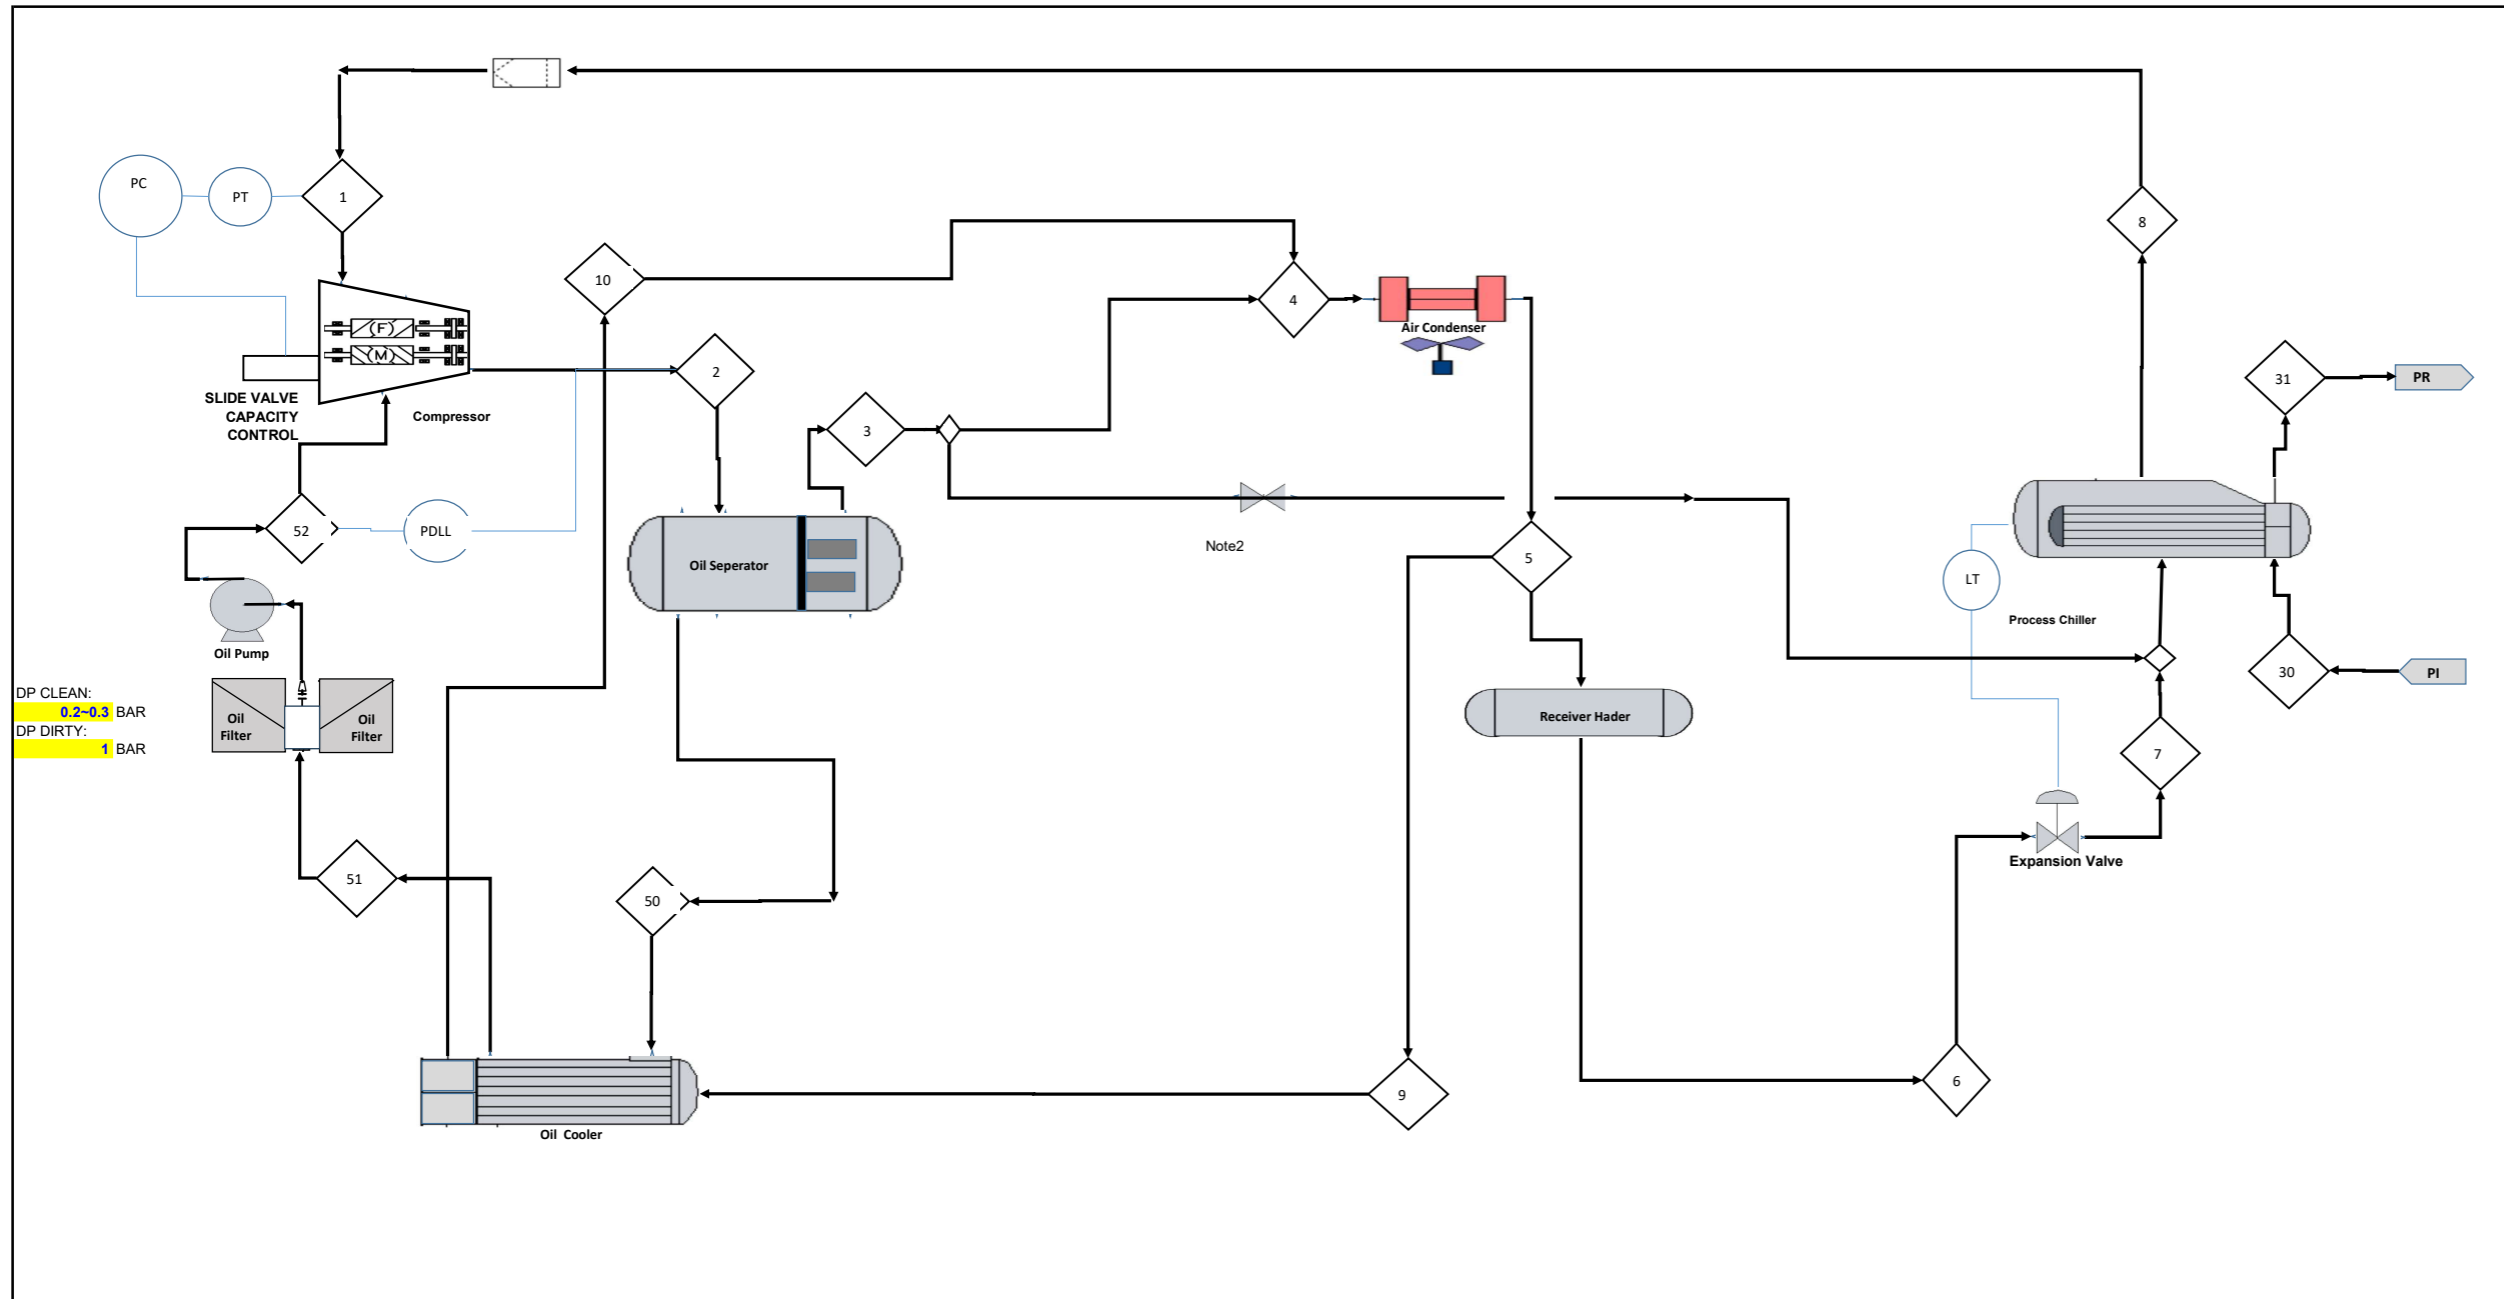 8
PC
PT
1
10
4
(F)
(M)
Air Condenser
2
31
PR
SLIDE VALVE
CAPACITY
CONTROL
Compressor
3
52
PDLL
Note2
5
Oil Seperator
LT
Process Chiller
Oil Pump
30
PI
DP CLEAN:
0.2~0.3 BAR
DP DIRTY:
1 BAR
Oil
Filter
Oil
Filter
Receiver Hader
7
Expansion Valve
51
50
6
9
Oil Cooler